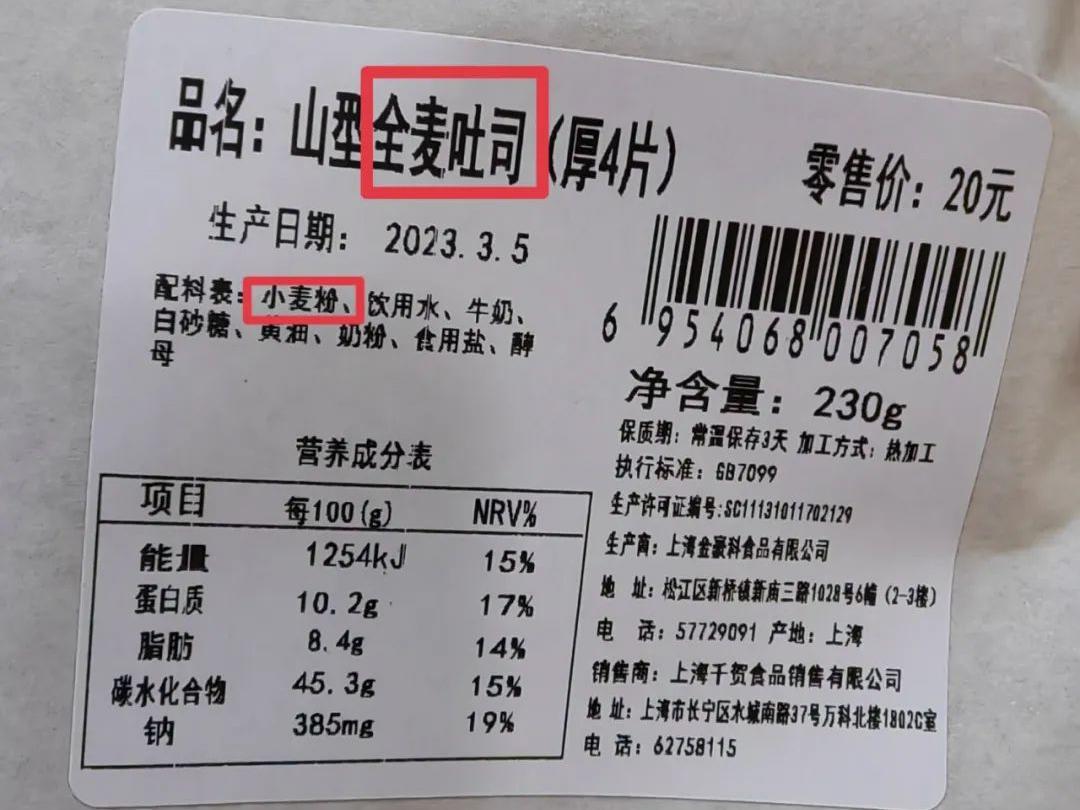 品名：山型全麦吐司（厚4片）
零售价：20元
生产日期： 2023.3.5
配料表：小麦粉、饮用水、牛奶、
白砂糖、黄油、奶粉、食用盐、酵
母
6 954068 007058
净含量：230g
保质期：常温保存3天 加工方式：热加工
执行标准：GB7099
生产许可证编号:SC11131011702129
生产商：上海金豪科食品有限公司
地 址：松江区新桥镇新庙三路1028号6幢（2-3楼）
电 话：57729091 产地：上海
销售商：上海千贺食品销售有限公司
地 址：上海市长宁区水城南路37号万科北楼1802C室
电 话：62758115
营养成分表
项目 每100(g) NRV%
能量 1254kJ 15%
蛋白质 10.2g 17%
脂肪 8.4g 14%
碳水化合物 45.3g 15%
钠 385mg 19%